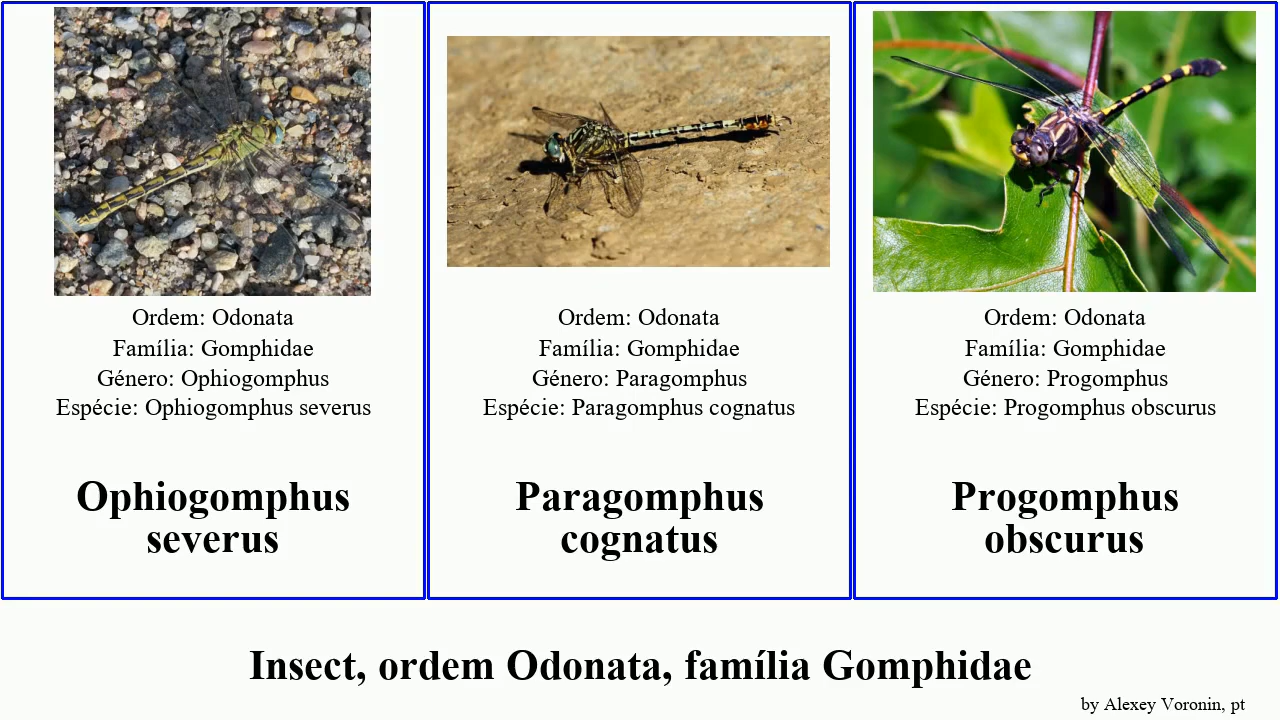 Ordem: Odonata
Família: Gomphidae
Género: Ophiogomphus
Espécie: Ophiogomphus severus
Ophiogomphus
severus
Ordem: Odonata
Família: Gomphidae
Género: Paragomphus
Espécie: Paragomphus cognatus
Paragomphus
cognatus
Ordem: Odonata
Família: Gomphidae
Género: Progomphus
Espécie: Progomphus obscurus
Progomphus
obscurus
Insect, ordem Odonata, família Gomphidae
by Alexey Voronin, pt